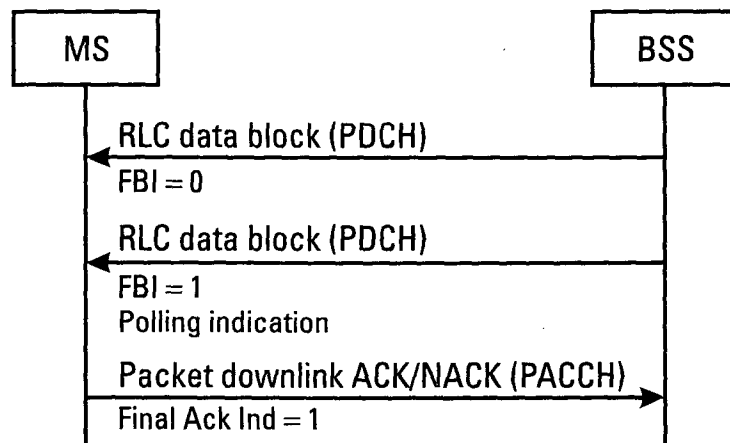 MS
BSS
RLC data block (PDCH)
FBI = 0
RLC data block (PDCH)
FBI = 1
Polling indication
Packet downlink ACK/NACK (PACCH)
Final Ack Ind = 1